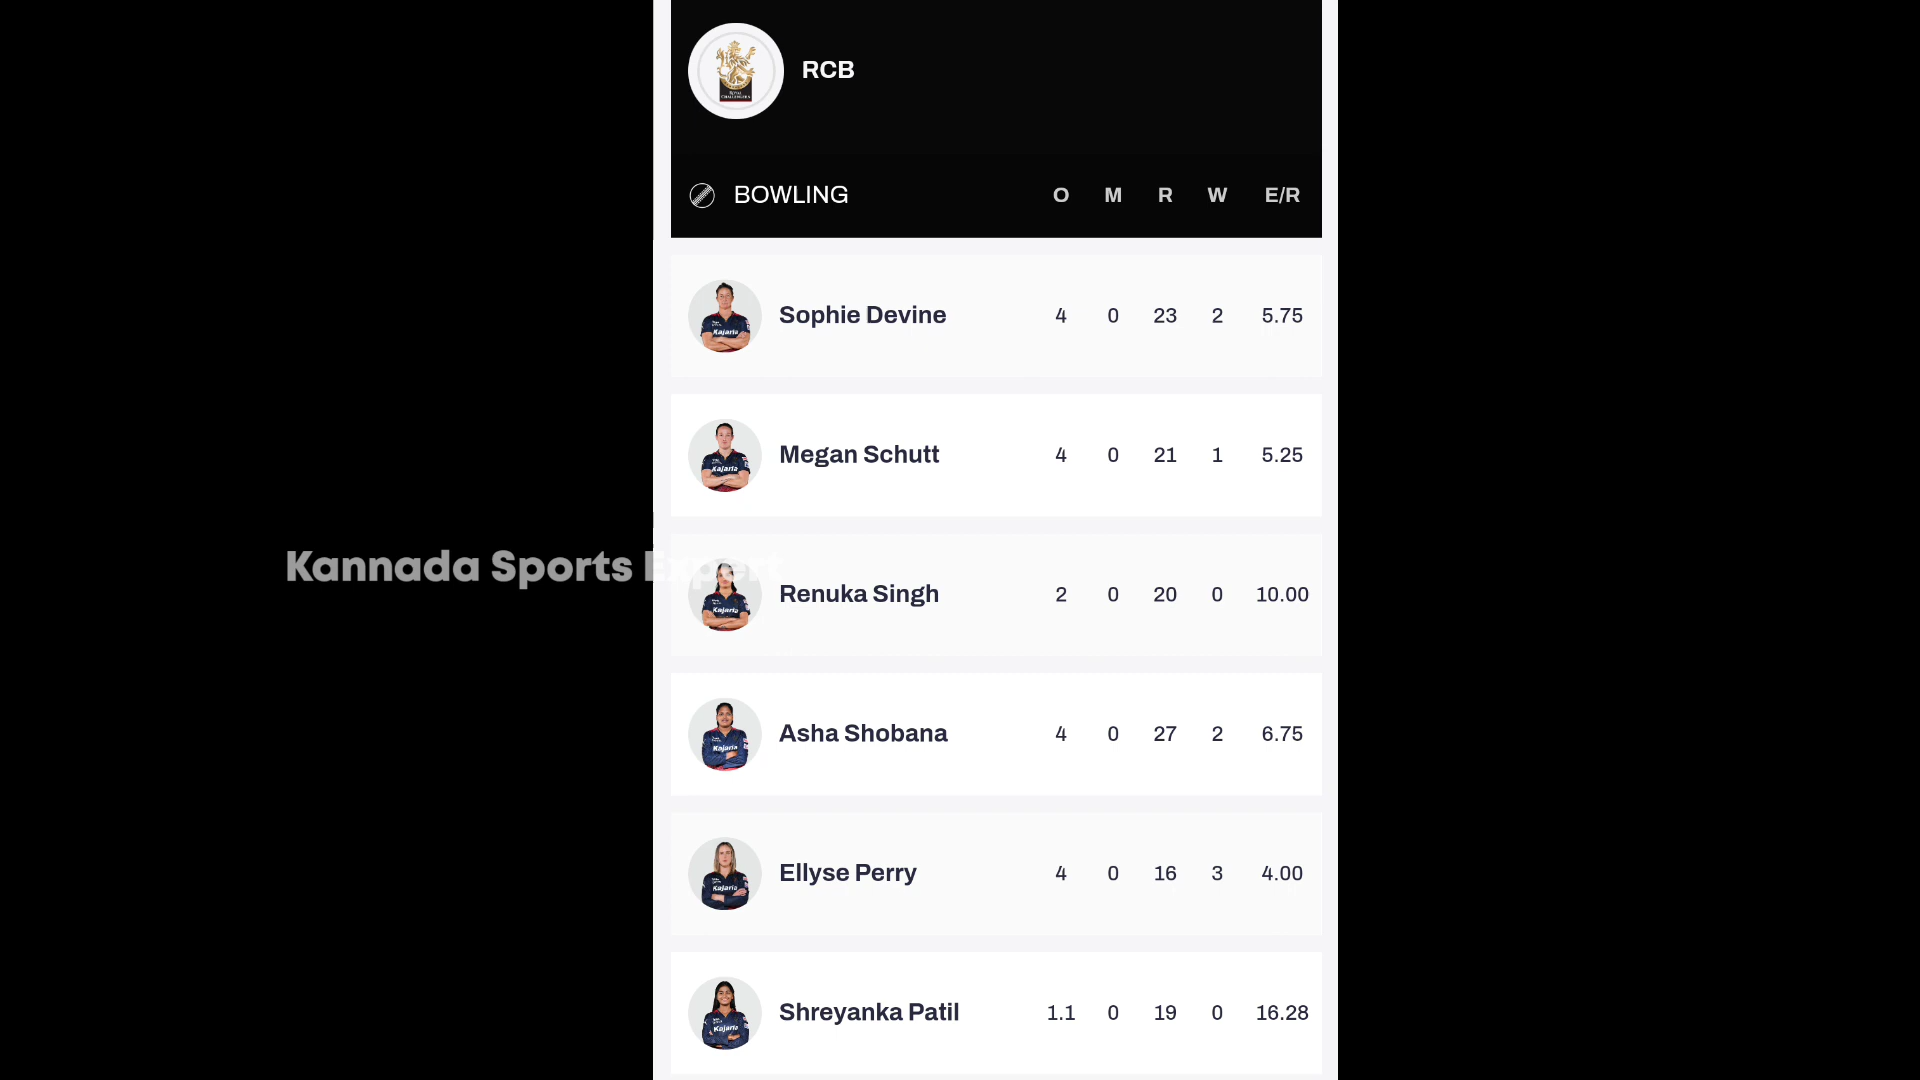 RCB
BOWLING O M R W E/R
Sophie Devine 4 0 23 2 5.75
Megan Schutt 4 0 21 1 5.25
Kannada Sports Expert
Renuka Singh 2 0 20 0 10.00
Asha Shobana 4 0 27 2 6.75
Ellyse Perry 4 0 16 3 4.00
Shreyanka Patil 1.1 0 19 0 16.28